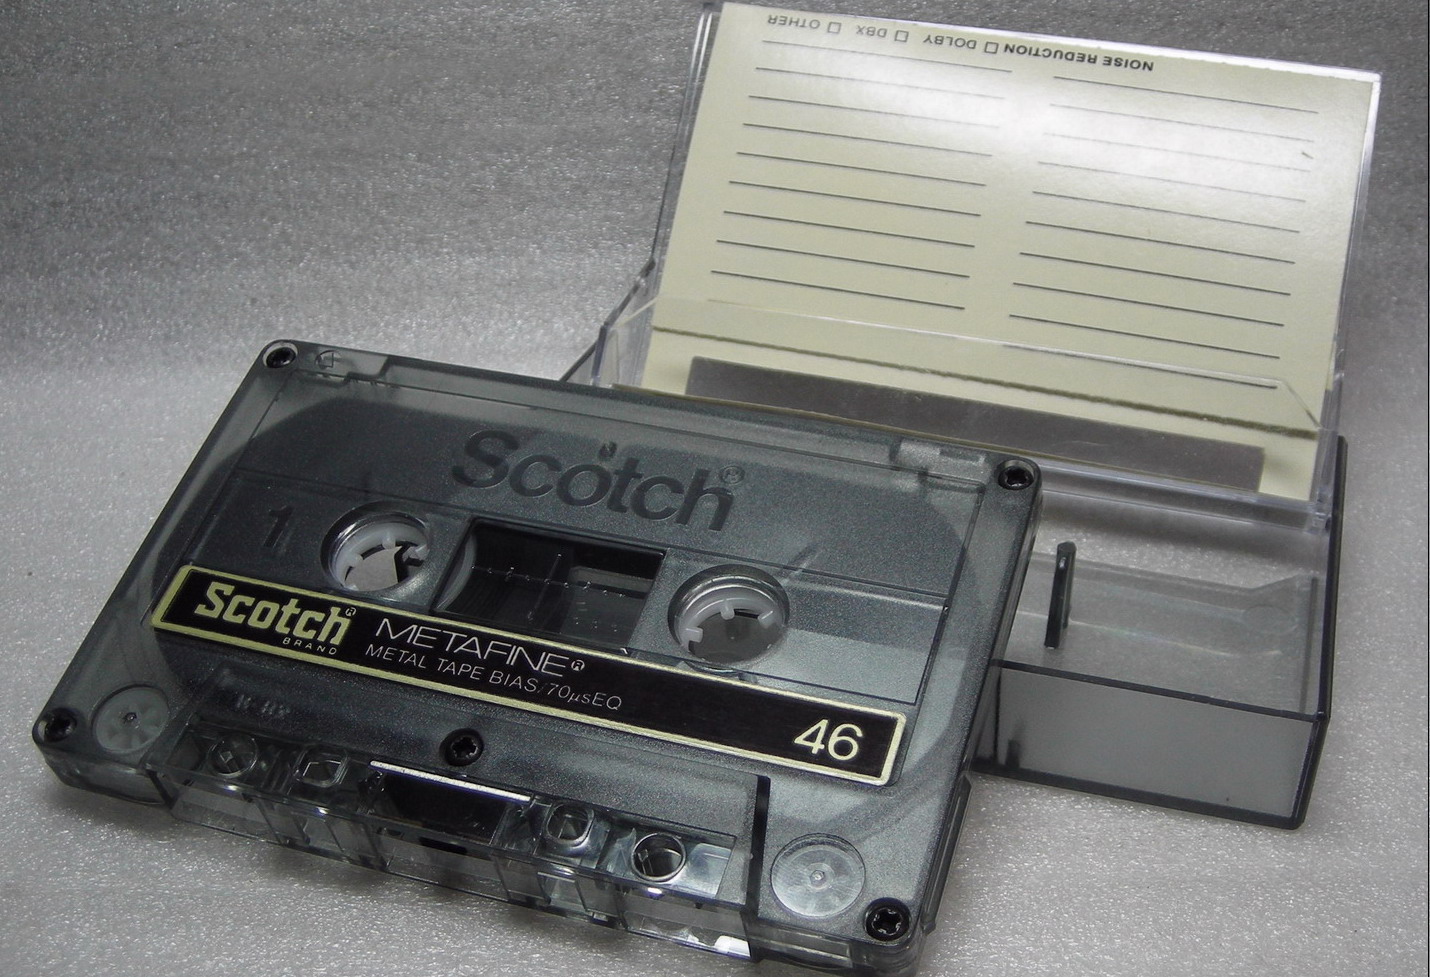 NOISE REDUCTION ☐ DOLBY ☐ DBX ☐ OTHER
Scotch®
1
Scotch®
BRAND
METAFINE®
METAL TAPE BIAS/70µsEQ
46